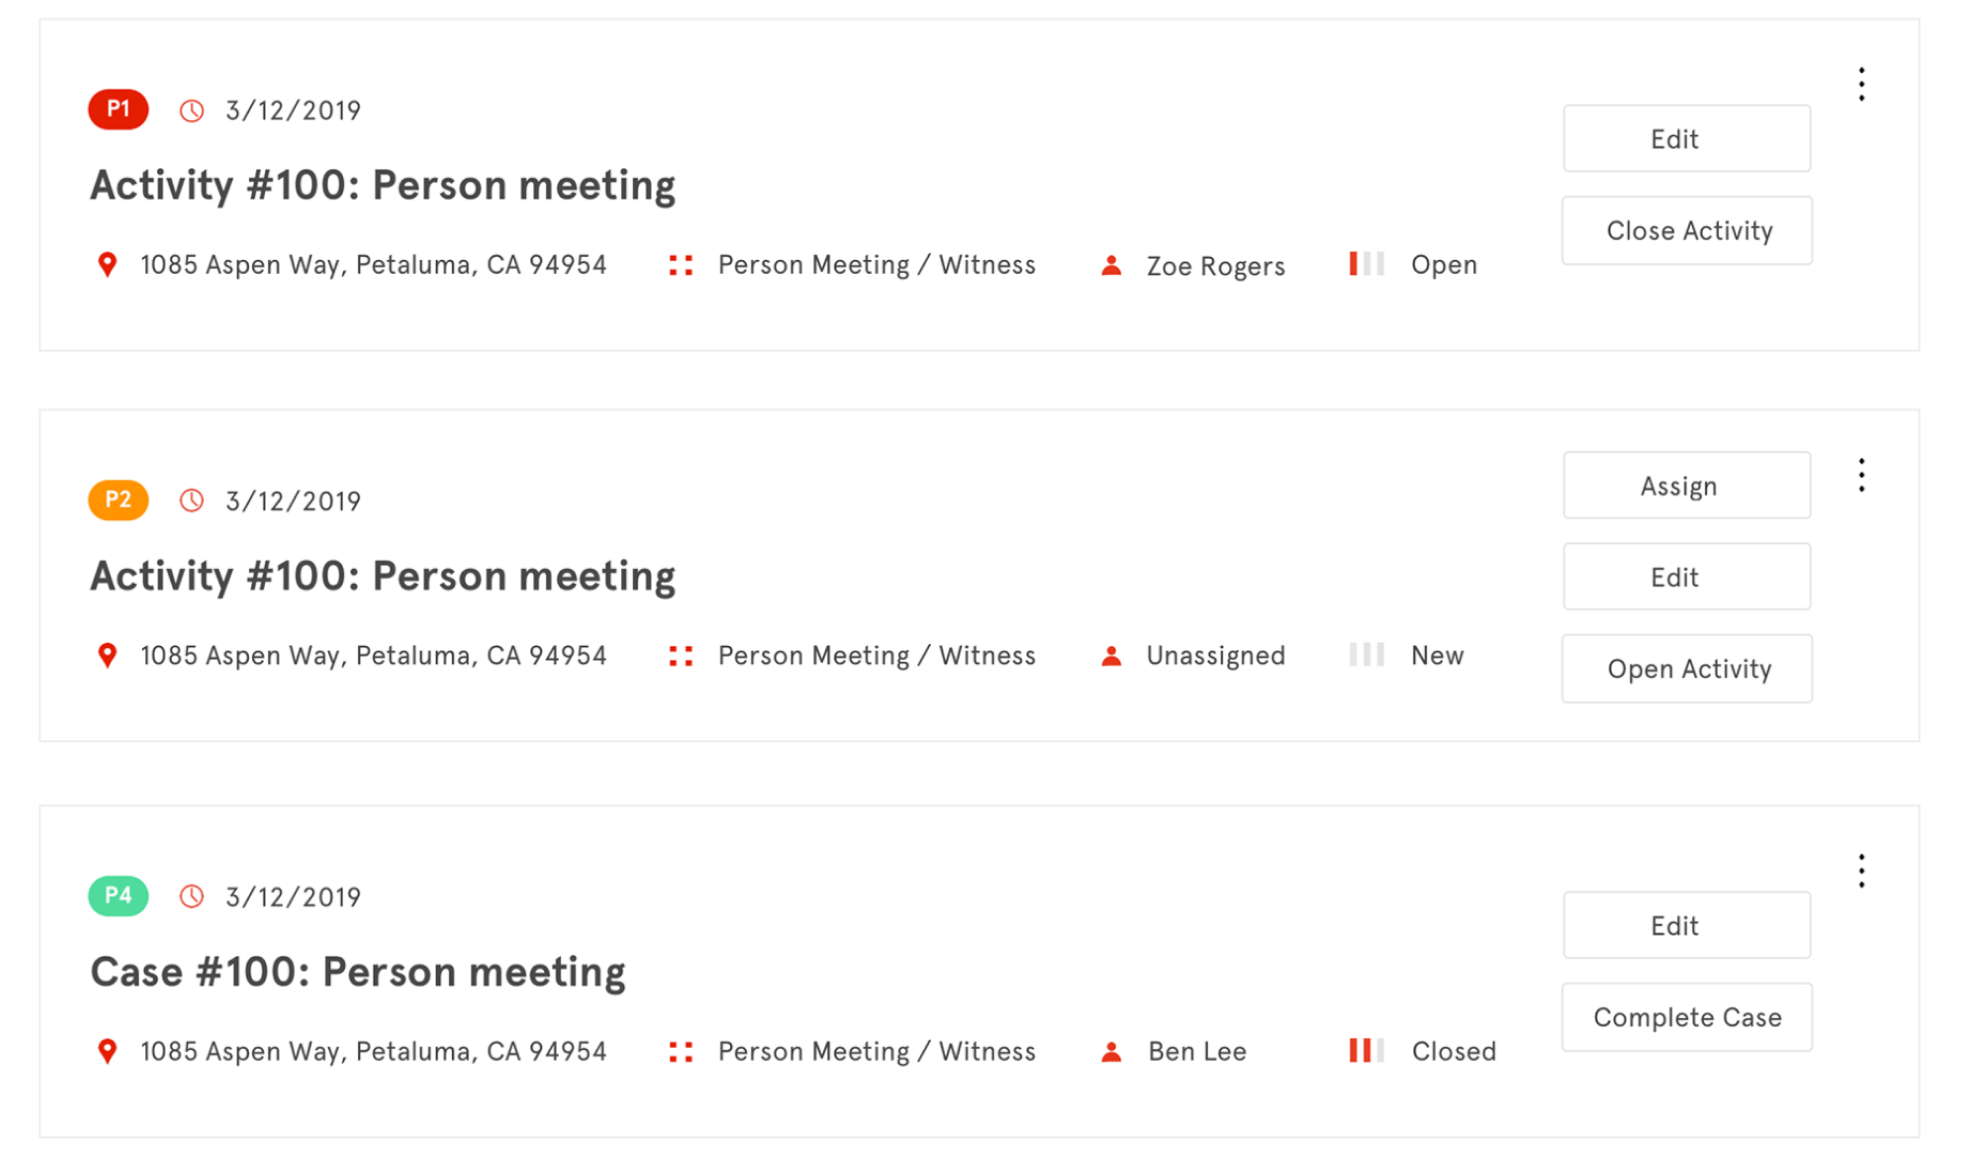 P1 3/12/2019
Activity #100: Person meeting
1085 Aspen Way, Petaluma, CA 94954 Person Meeting / Witness Zoe Rogers Open
Edit
Close Activity
P2 3/12/2019
Activity #100: Person meeting
1085 Aspen Way, Petaluma, CA 94954 Person Meeting / Witness Unassigned New
Assign
Edit
Open Activity
P4 3/12/2019
Case #100: Person meeting
1085 Aspen Way, Petaluma, CA 94954 Person Meeting / Witness Ben Lee Closed
Edit
Complete Case